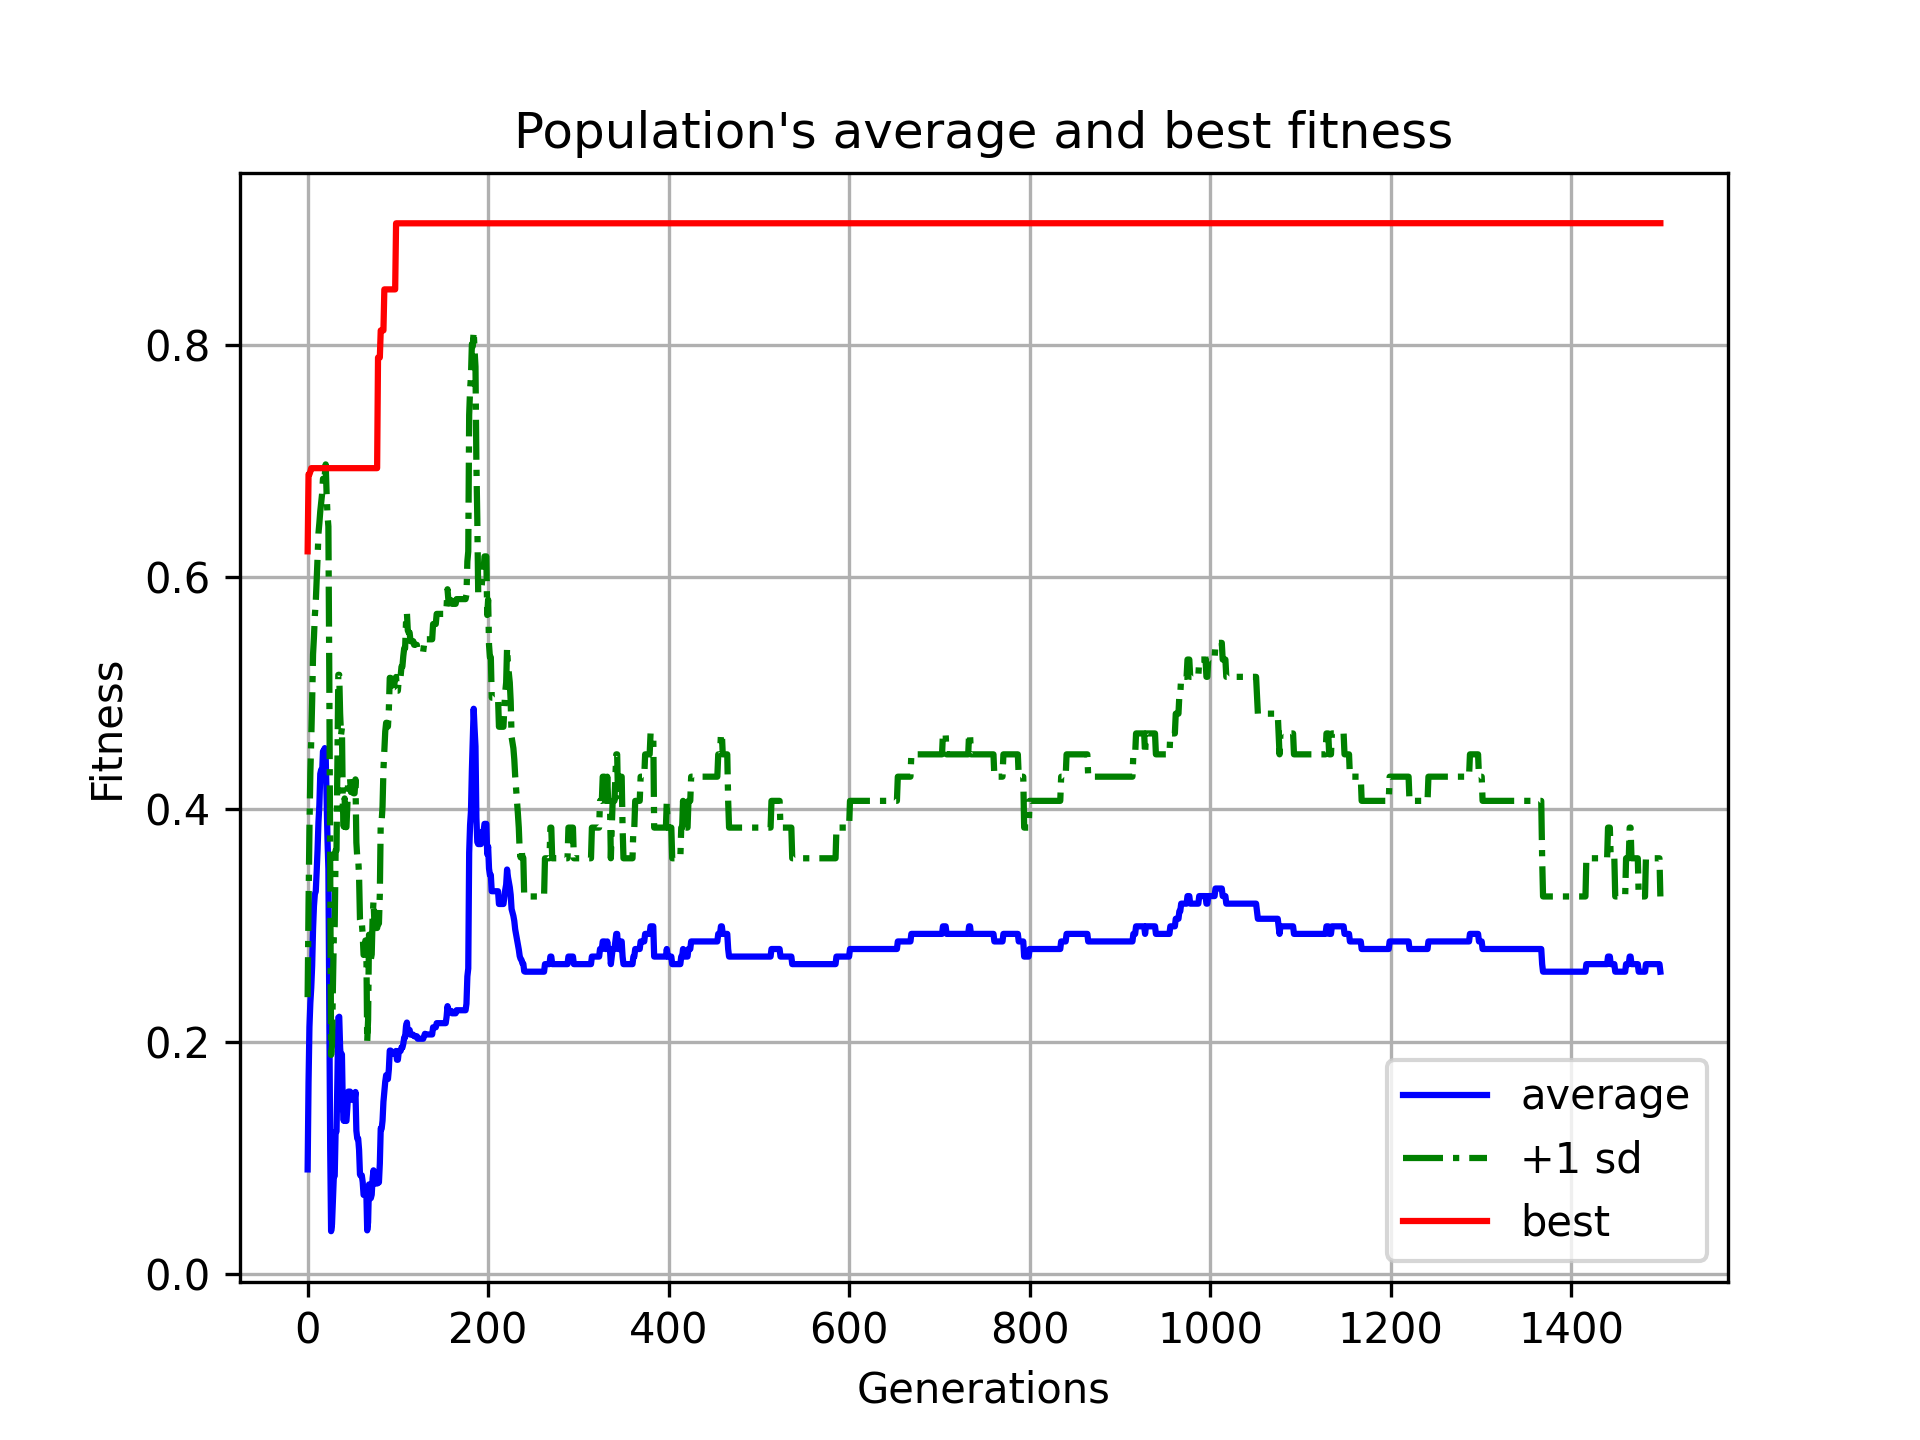 Population's average and best fitness
Fitness
0.8
0.6
0.4
0.2
0.0
0 200 400 600 800 1000 1200 1400
Generations
average
+1 sd
best